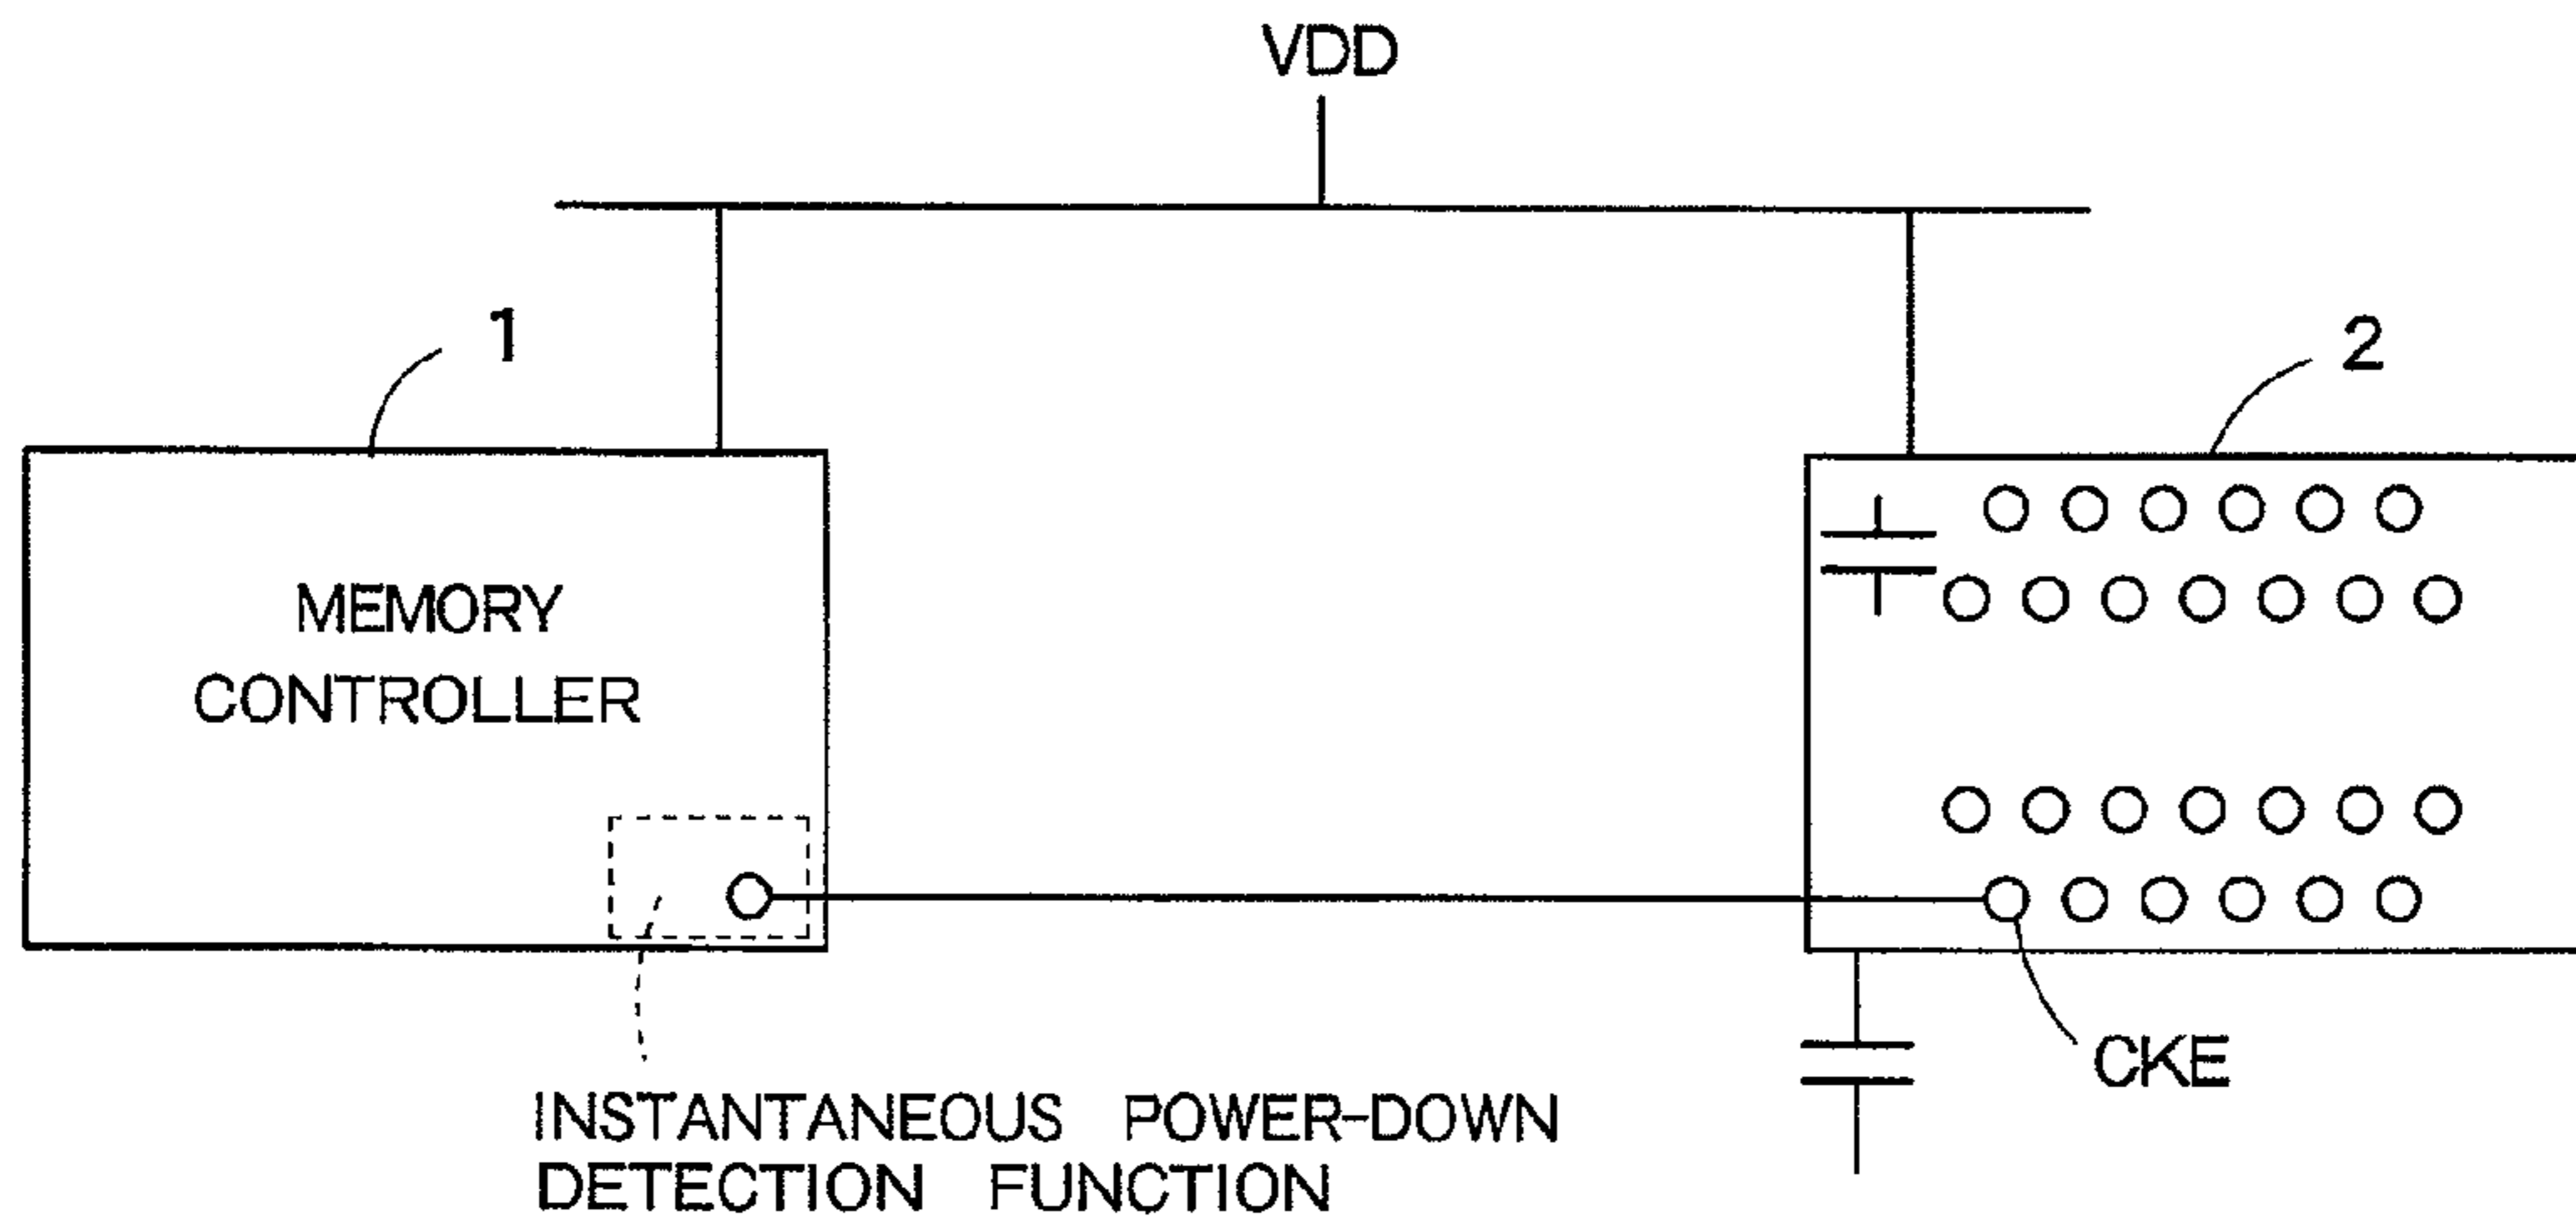 VDD
1
2
MEMORY
CONTROLLER
CKE
INSTANTANEOUS POWER-DOWN
DETECTION FUNCTION